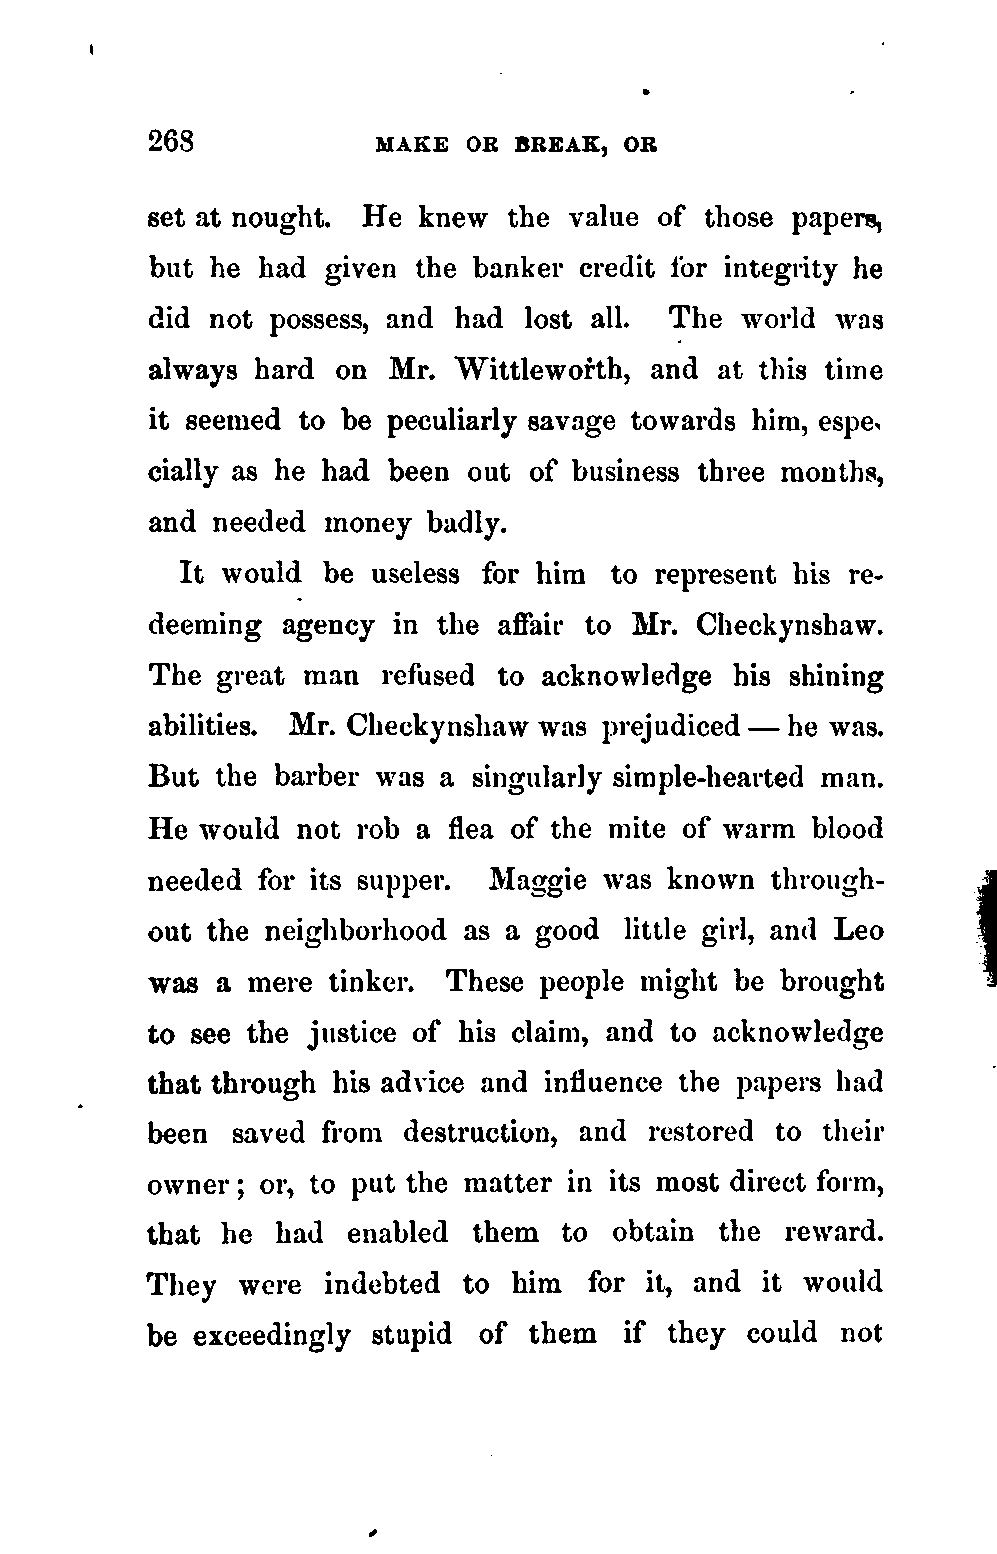 268 MAKE OR BREAK, OR
set at nought. He knew the value of those papers,
but he had given the banker credit for integrity he
did not possess, and had lost all. The world was
always hard on Mr. Wittleworth, and at this time
it seemed to be peculiarly savage towards him, espe-
cially as he had been out of business three months,
and needed money badly.
It would be useless for him to represent his re-
deeming agency in the affair to Mr. Checkynshaw.
The great man refused to acknowledge his shining
abilities. Mr. Checkynshaw was prejudiced — he was.
But the barber was a singularly simple-hearted man.
He would not rob a flea of the mite of warm blood
needed for its supper. Maggie was known through-
out the neighborhood as a good little girl, and Leo
was a mere tinker. These people might be brought
to see the justice of his claim, and to acknowledge
that through his advice and influence the papers had
been saved from destruction, and restored to their
owner; or, to put the matter in its most direct form,
that he had enabled them to obtain the reward.
They were indebted to him for it, and it would
be exceedingly stupid of them if they could not